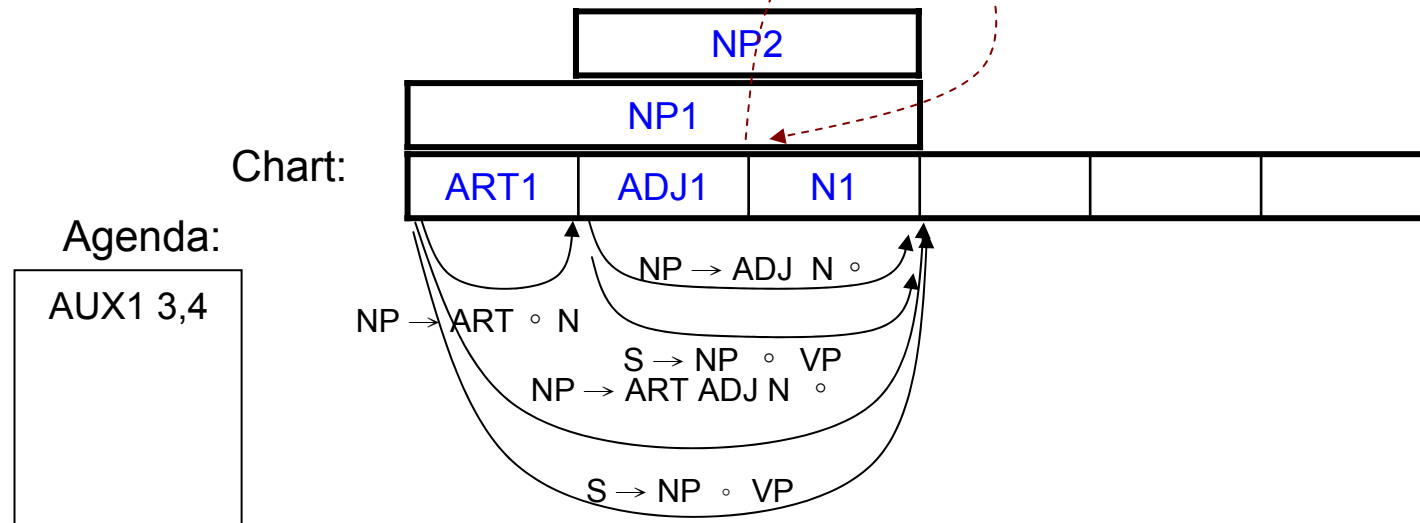 NP2
NP1
Chart:
ART1 ADJ1 N1
Agenda:
AUX1 3,4
NP → ADJ N ∘
NP → ART ∘ N
S → NP ∘ VP
NP → ART ADJ N ∘
S → NP ∘ VP